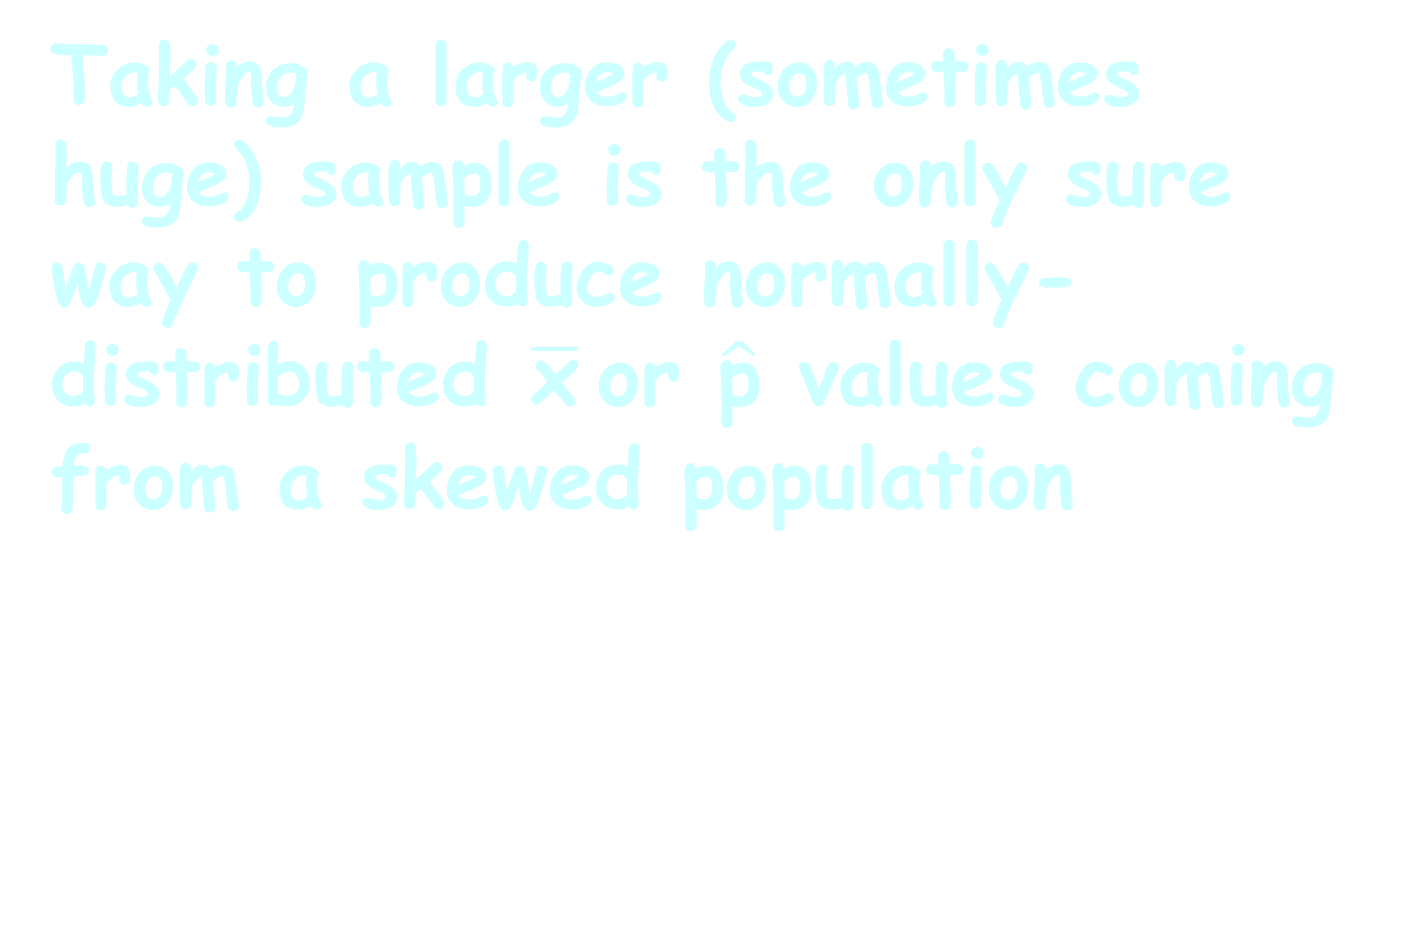 Taking a larger (sometimes
huge) sample is the only sure
way to produce normally-
distributed x̅ or p̂ values coming
from a skewed population